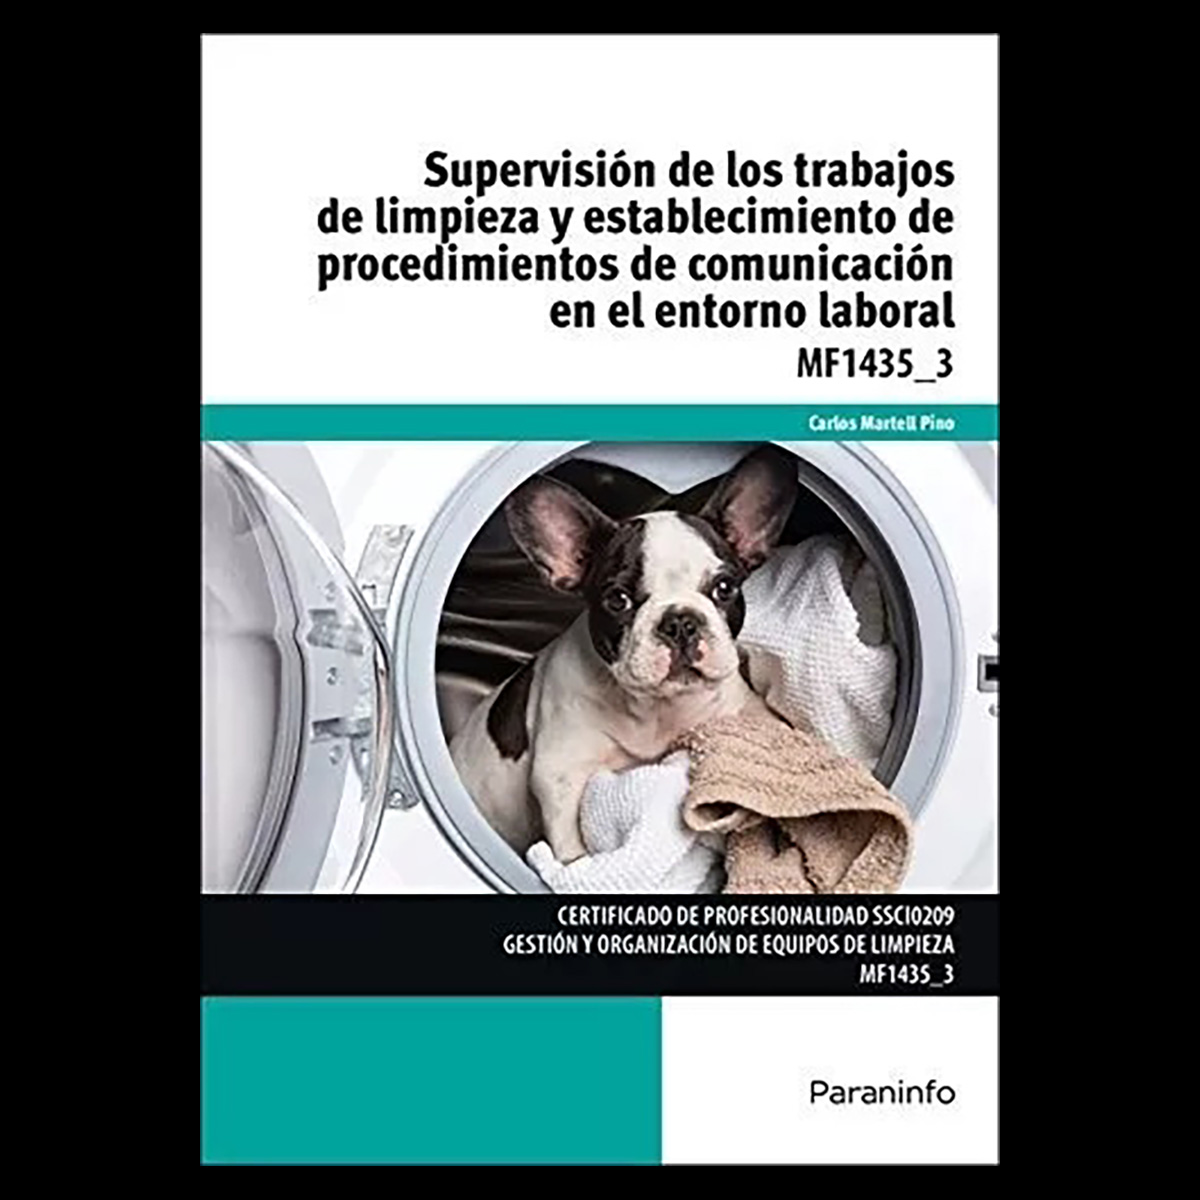 Supervisión de los trabajos
de limpieza y establecimiento de
procedimientos de comunicación
en el entorno laboral
MF1435_3
Carlos Martell Pino
CERTIFICADO DE PROFESIONALIDAD SSCI0209
GESTIÓN Y ORGANIZACIÓN DE EQUIPOS DE LIMPIEZA
MF1435_3
Paraninfo